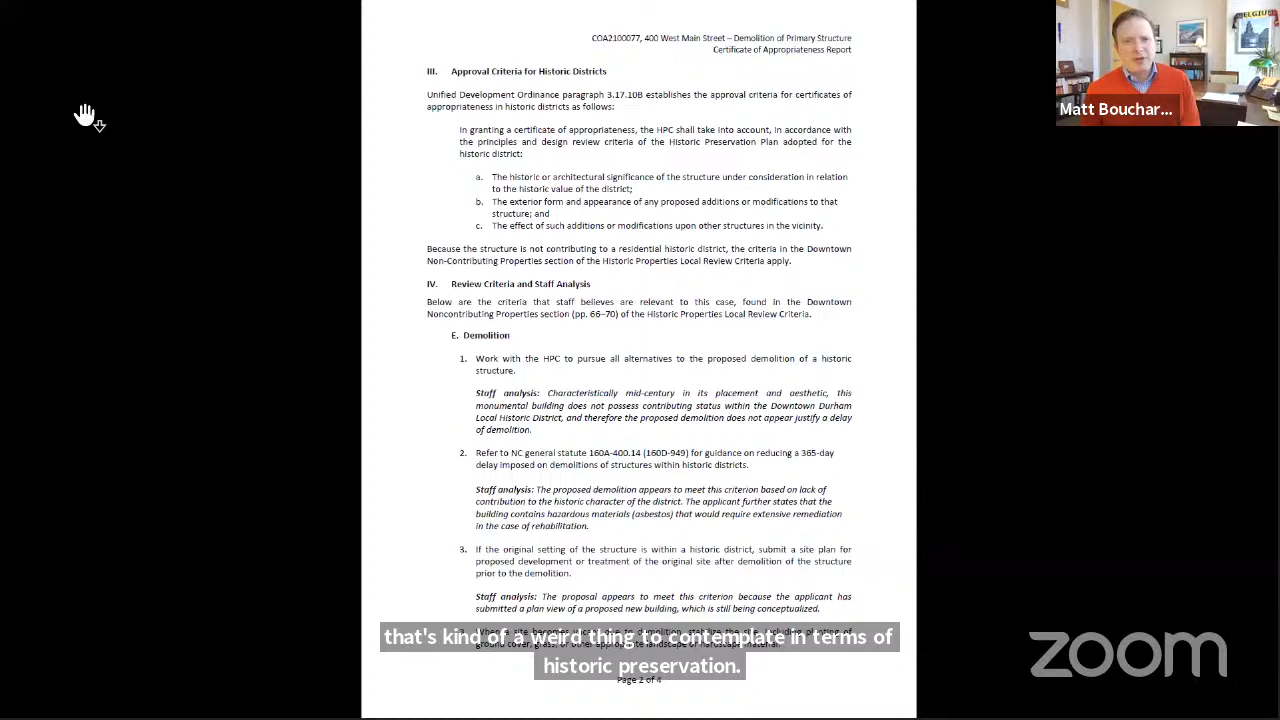 COA2100077, 400 West Main Street – Demolition of Primary Structure
Certificate of Appropriateness Report
III. Approval Criteria for Historic Districts
Unified Development Ordinance paragraph 3.17.10B establishes the approval criteria for certificates of
appropriateness in historic districts as follows:
In granting a certificate of appropriateness, the HPC shall take into account, in accordance with
the principles and design review criteria of the Historic Preservation Plan adopted for the
historic district:
a. The historic or architectural significance of the structure under consideration in relation
to the historic value of the district;
b. The exterior form and appearance of any proposed additions or modifications to that
structure; and
c. The effect of such additions or modifications upon other structures in the vicinity.
Because the structure is not contributing to a residential historic district, the criteria in the Downtown
Non-Contributing Properties section of the Historic Properties Local Review Criteria apply.
IV. Review Criteria and Staff Analysis
Below are the criteria that staff believes are relevant to this case, found in the Downtown
Noncontributing Properties section (pp. 66–70) of the Historic Properties Local Review Criteria.
E. Demolition
1. Work with the HPC to pursue all alternatives to the proposed demolition of a historic
structure.
Staff analysis: Characteristically mid-century in its placement and aesthetic, this
monumental building does not possess contributing status within the Downtown Durham
Local Historic District, and therefore the proposed demolition does not appear justify a delay
of demolition.
2. Refer to NC general statute 160A-400.14 (160D-949) for guidance on reducing a 365-day
delay imposed on demolitions of structures within historic districts.
Staff analysis: The proposed demolition appears to meet this criterion based on lack of
contribution to the historic character of the district. The applicant further states that the
building contains hazardous materials (asbestos) that would require extensive remediation
in the case of rehabilitation.
3. If the original setting of the structure is within a historic district, submit a site plan for
proposed development or treatment of the original site after demolition of the structure
prior to the demolition.
Staff analysis: The proposal appears to meet this criterion because the applicant has
submitted a plan view of a proposed new building, which is still being conceptualized.
that's kind of a weird thing to contemplate in terms of
historic preservation.
Page 2 of 4
Matt Bouchar...
ELGIU
zoom